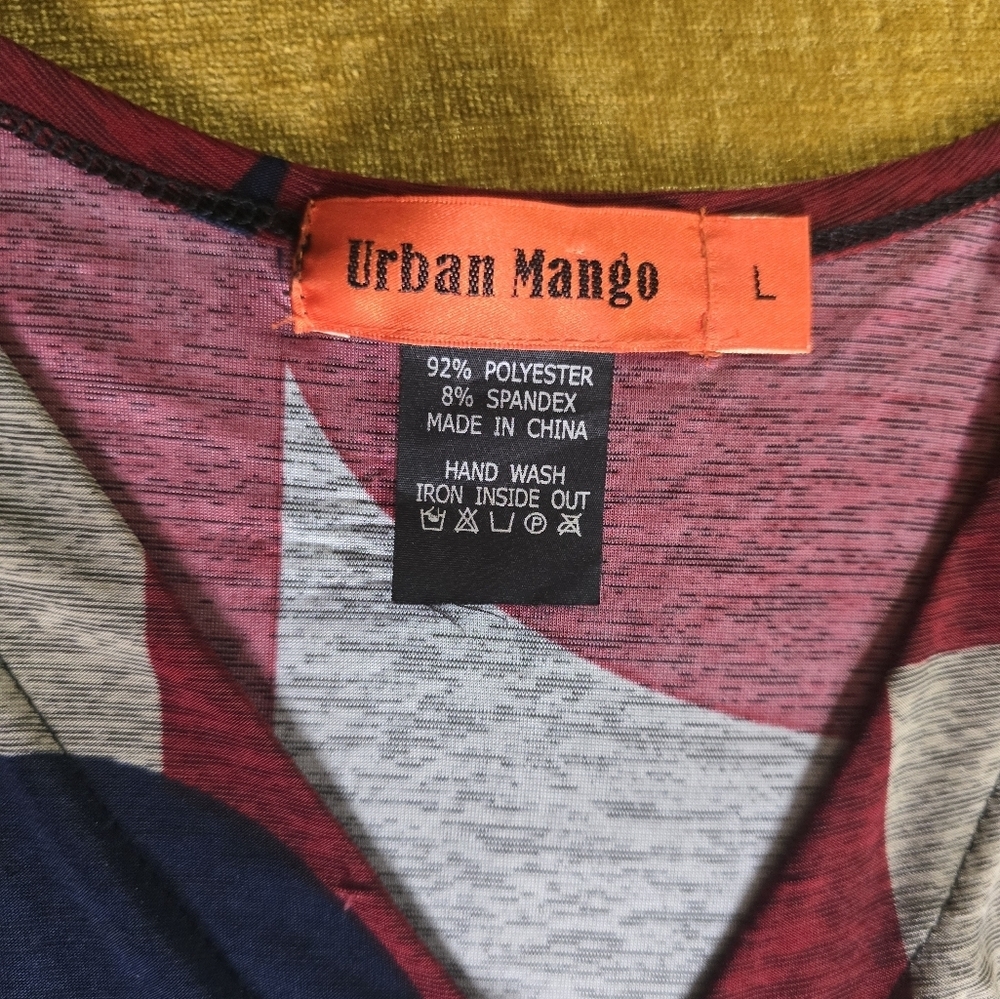 Urban Mango L
92% POLYESTER
8% SPANDEX
MADE IN CHINA
HAND WASH
IRON INSIDE OUT
P